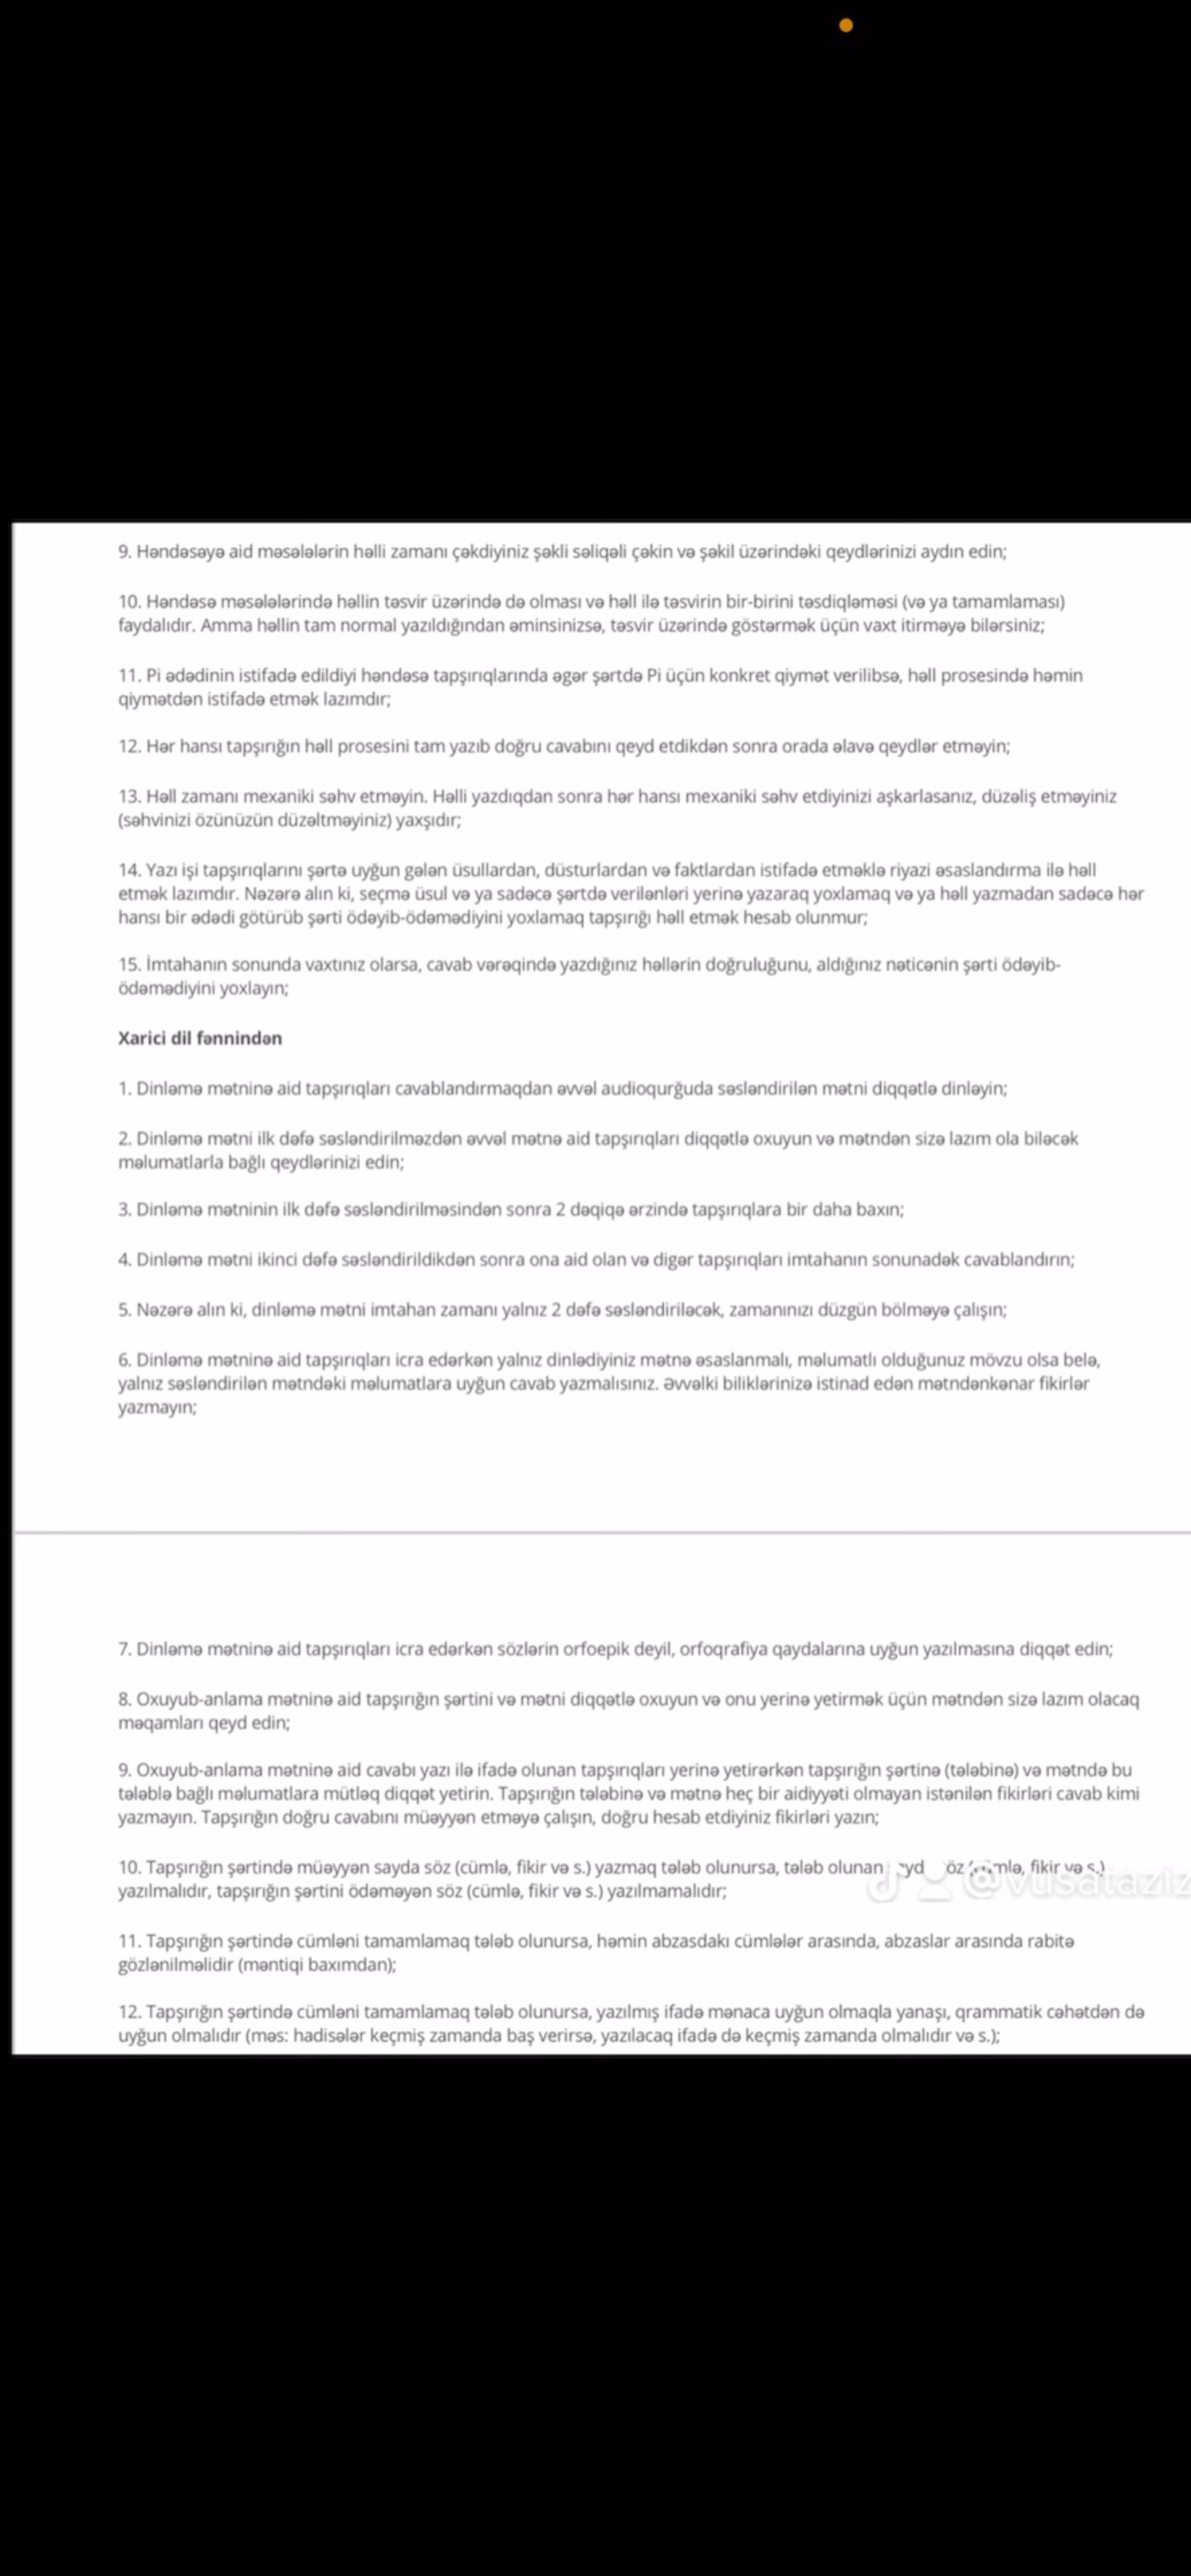 9. Həndəsəyə aid məsələlərin həlli zamanı çəkdiyiniz şəkli səliqəli çəkin və şəkil üzərindəki qeydlərinizi aydın edin;
10. Həndəsə məsələlərində həllin təsvir üzərində də olması və həll ilə təsvirin bir-birini təsdiqləməsi (və ya tamamlaması)
faydalıdır. Amma həllin tam normal yazıldığından əminsinizsə, təsvir üzərində göstərmək üçün vaxt itirməyə bilərsiniz;
11. Pi ədədinin istifadə edildiyi həndəsə tapşırıqlarında əgər şərtdə Pi üçün konkret qiymət verilibsə, həll prosesində həmin
qiymətdən istifadə etmək lazımdır;
12. Hər hansı tapşırığın həll prosesini tam yazıb doğru cavabını qeyd etdikdən sonra orada əlavə qeydlər etməyin;
13. Həll zamanı mexaniki səhv etməyin. Həlli yazdıqdan sonra hər hansı mexaniki səhv etdiyinizi aşkarlasanız, düzəliş etməyiniz
(səhvinizi özünüzün düzəltməyiniz) yaxşıdır;
14. Yazı işi tapşırıqlarını şərtə uyğun gələn üsullardan, düsturlardan və faktlardan istifadə etməklə riyazi əsaslandırma ilə həll
etmək lazımdır. Nəzərə alın ki, seçmə üsul və ya sadəcə şərtdə verilənləri yerinə yazaraq yoxlamaq və ya həll yazmadan sadəcə hər
hansı bir ədədi götürüb şərti ödəyib-ödəmədiyini yoxlamaq tapşırığı həll etmək hesab olunmur;
15. İmtahanın sonunda vaxtınız olarsa, cavab vərəqində yazdığınız həllərin doğruluğunu, aldığınız nəticənin şərti ödəyib-
ödəmədiyini yoxlayın;
Xarici dil fənnindən
1. Dinləmə mətninə aid tapşırıqları cavablandırmaqdan əvvəl audioqurğuda səsləndirilən mətni diqqətlə dinləyin;
2. Dinləmə mətni ilk dəfə səsləndirilməzdən əvvəl mətnə aid tapşırıqları diqqətlə oxuyun və mətndən sizə lazım ola biləcək
məlumatlarla bağlı qeydlərinizi edin;
3. Dinləmə mətninin ilk dəfə səsləndirilməsindən sonra 2 dəqiqə ərzində tapşırıqlara bir daha baxın;
4. Dinləmə mətni ikinci dəfə səsləndirildikdən sonra ona aid olan və digər tapşırıqları imtahanın sonunadək cavablandırın;
5. Nəzərə alın ki, dinləmə mətni imtahan zamanı yalnız 2 dəfə səsləndiriləcək, zamanınızı düzgün bölməyə çalışın;
6. Dinləmə mətninə aid tapşırıqları icra edərkən yalnız dinlədiyiniz mətnə əsaslanmalı, məlumatlı olduğunuz mövzu olsa belə,
yalnız səsləndirilən mətndəki məlumatlara uyğun cavab yazmalısınız. Əvvəlki biliklərinizə istinad edən mətndənkənar fikirlər
yazmayın;
7. Dinləmə mətninə aid tapşırıqları icra edərkən sözlərin orfoepik deyil, orfoqrafiya qaydalarına uyğun yazılmasına diqqət edin;
8. Oxuyub-anlama mətninə aid tapşırığın şərtini və mətni diqqətlə oxuyun və onu yerinə yetirmək üçün mətndən sizə lazım olacaq
məqamları qeyd edin;
9. Oxuyub-anlama mətninə aid cavabı yazı ilə ifadə olunan tapşırıqları yerinə yetirərkən tapşırığın şərtinə (tələbinə) və mətndə bu
tələblə bağlı məlumatlara mütləq diqqət yetirin. Tapşırığın tələbinə və mətnə heç bir aidiyyəti olmayan istənilən fikirləri cavab kimi
yazmayın. Tapşırığın doğru cavabını müəyyən etməyə çalışın, doğru hesab etdiyiniz fikirləri yazın;
10. Tapşırığın şərtində müəyyən sayda söz (cümlə, fikir və s.) yazmaq tələb olunursa, tələb olunan fikir və s.)
@vusataziz
yazılmalıdır, tapşırığın şərtini ödəməyən söz (cümlə, fikir və s.) yazılmamalıdır;
11. Tapşırığın şərtində cümləni tamamlamaq tələb olunursa, həmin abzasdakı cümlələr arasında, abzaslar arasında rabitə
gözlənilməlidir (məntiqi baxımdan);
12. Tapşırığın şərtində cümləni tamamlamaq tələb olunursa, yazılmış ifadə mənaca uyğun olmaqla yanaşı, qrammatik cəhətdən də
uyğun olmalıdır (məs: hadisələr keçmiş zamanda baş verirsə, yazılacaq ifadə də keçmiş zamanda olmalıdır və s.);